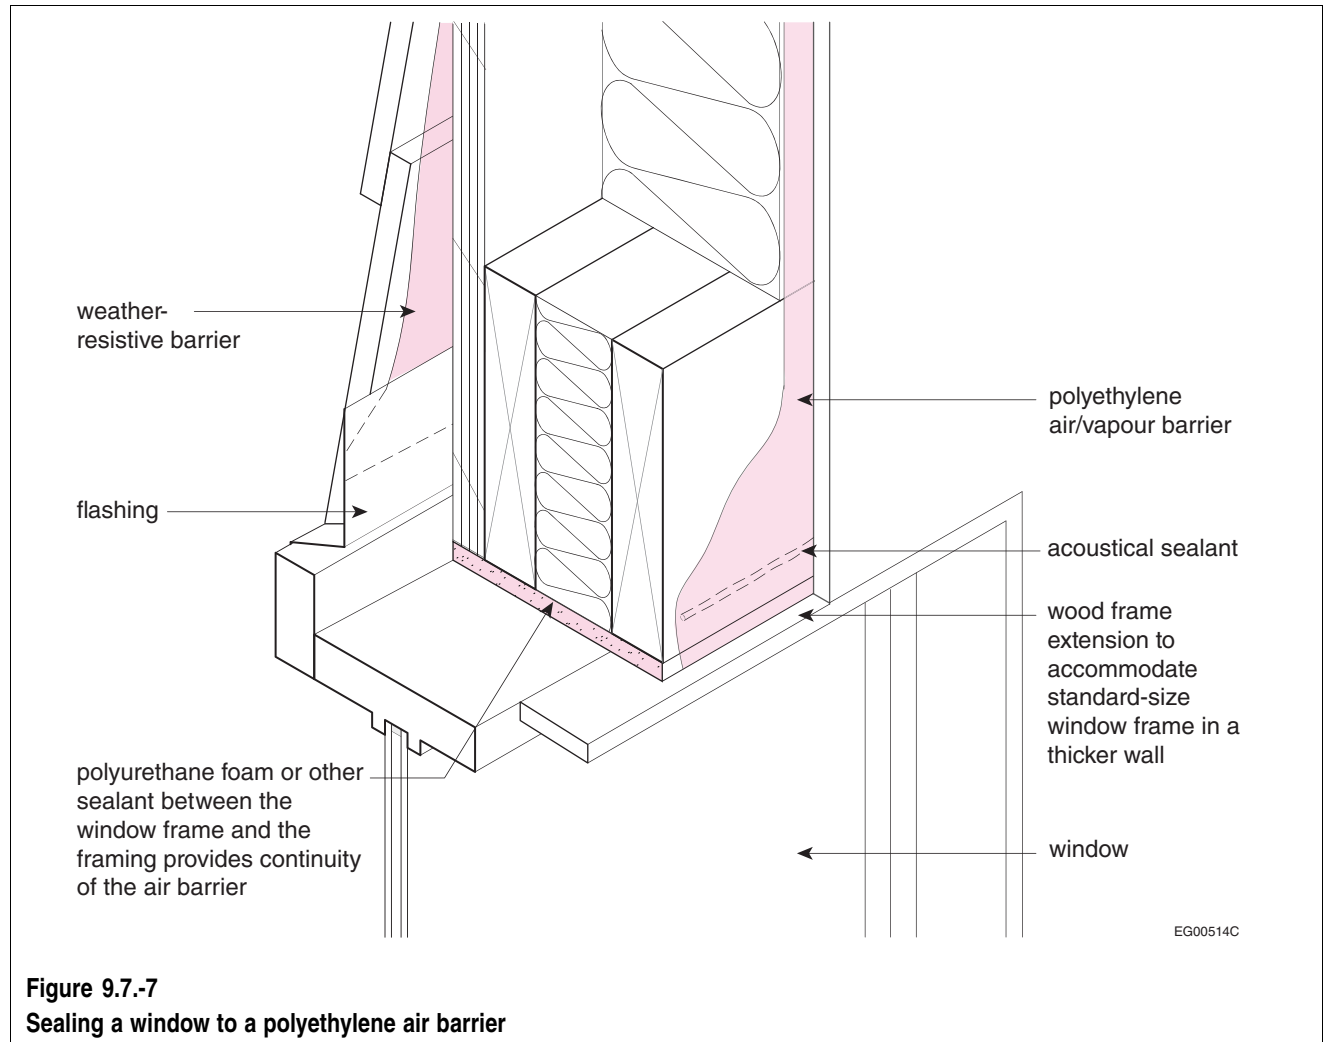 weather-
resistive barrier
flashing
polyurethane foam or other
sealant between the
window frame and the
framing provides continuity
of the air barrier
polyethylene
air/vapour barrier
acoustical sealant
wood frame
extension to
accommodate
standard-size
window frame in a
thicker wall
window
EG00514C
Figure 9.7.-7
Sealing a window to a polyethylene air barrier